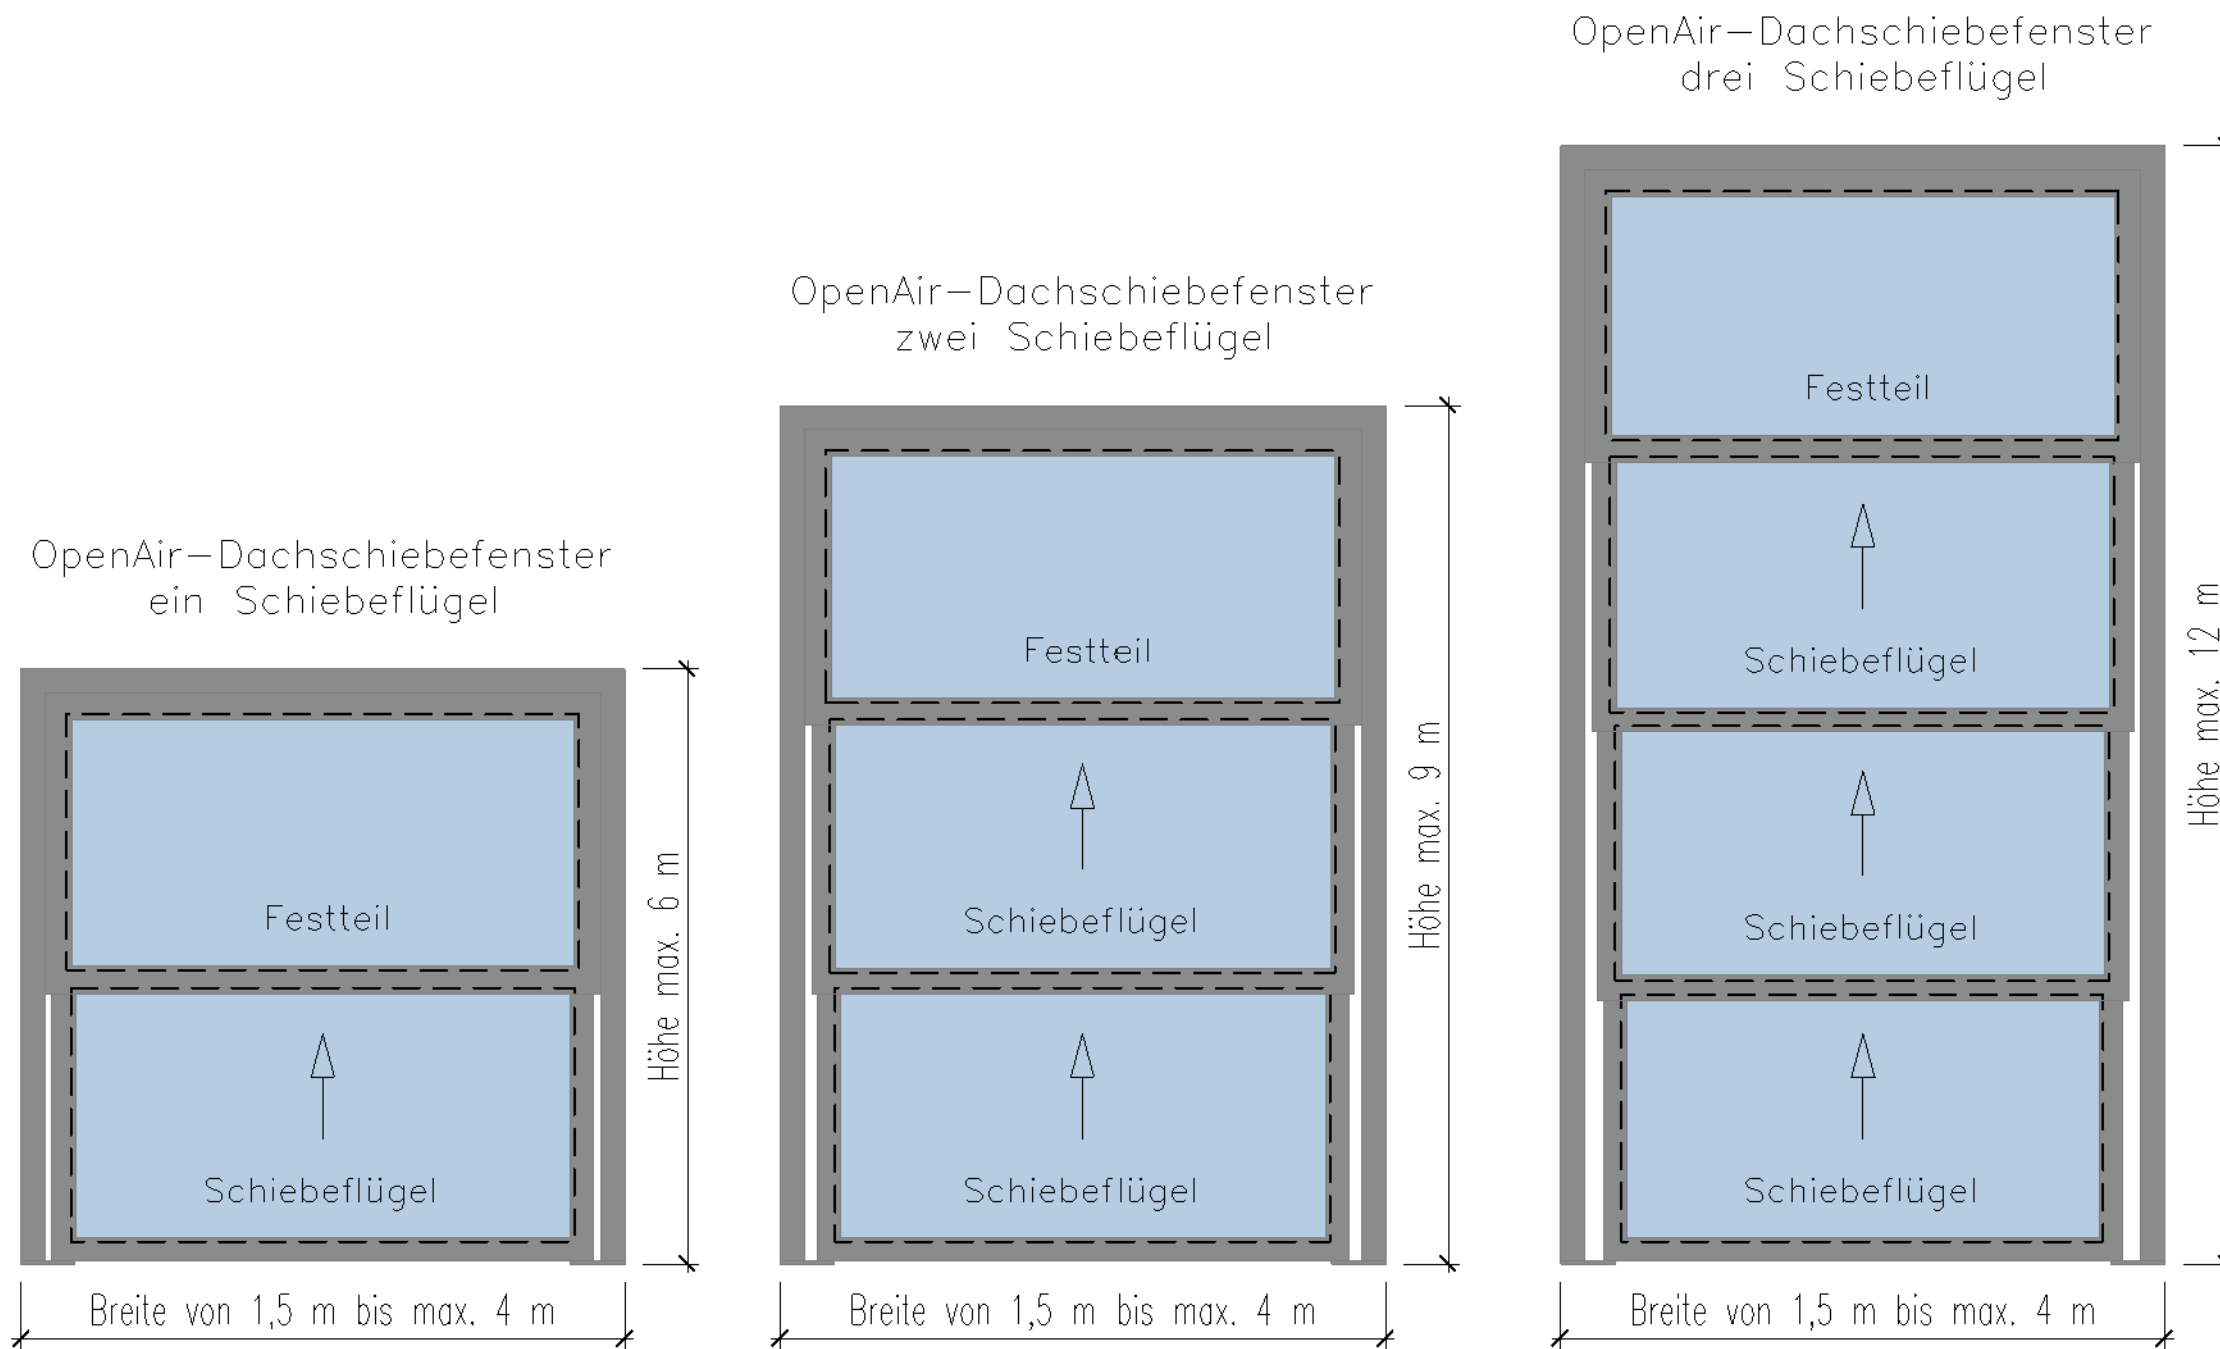 OpenAir-Dachschiebefenster
ein Schiebeflügel
Festteil
Schiebeflügel
Höhe max. 6 m
Breite von 1,5 m bis max. 4 m
OpenAir-Dachschiebefenster
zwei Schiebeflügel
Festteil
Schiebeflügel
Schiebeflügel
Höhe max. 9 m
Breite von 1,5 m bis max. 4 m
OpenAir-Dachschiebefenster
drei Schiebeflügel
Festteil
Schiebeflügel
Schiebeflügel
Schiebeflügel
Höhe max. 12 m
Breite von 1,5 m bis max. 4 m